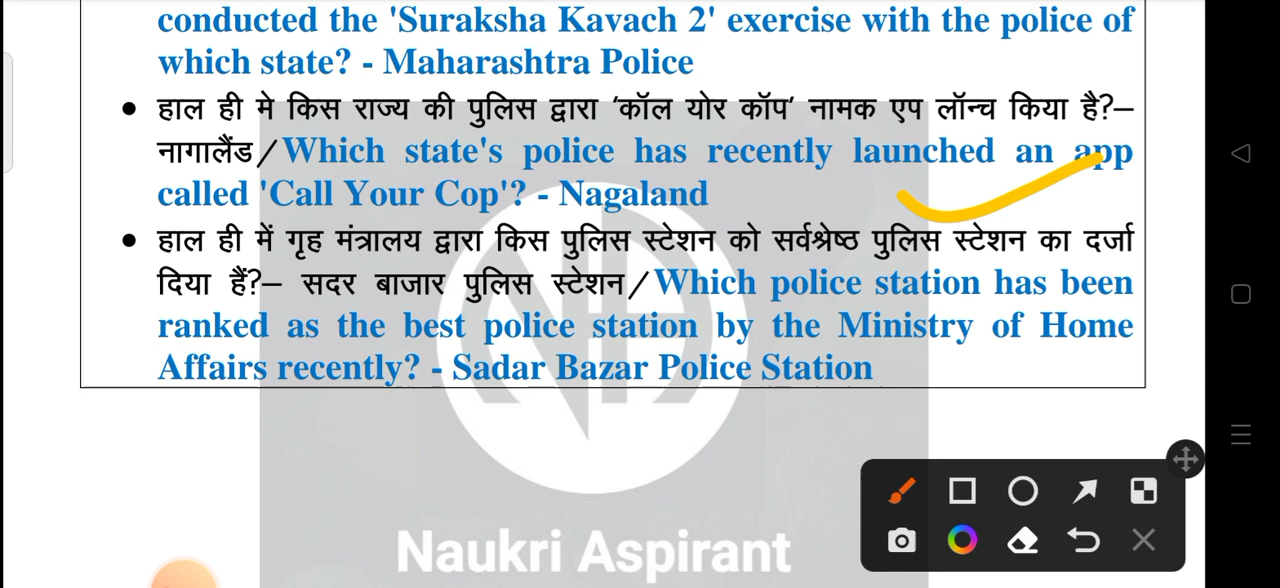 conducted the 'Suraksha Kavach 2' exercise with the police of
which state? - Maharashtra Police
• हाल ही मे किस राज्य की पुलिस द्वारा ‘कॉल योर कॉप’ नामक एप लॉन्च किया है?–
नागालैंड/Which state's police has recently launched an app
called 'Call Your Cop'? - Nagaland
• हाल ही में गृह मंत्रालय द्वारा किस पुलिस स्टेशन को सर्वश्रेष्ठ पुलिस स्टेशन का दर्जा
दिया हैं?– सदर बाजार पुलिस स्टेशन/Which police station has been
ranked as the best police station by the Ministry of Home
Affairs recently? - Sadar Bazar Police Station
Naukri Aspirant